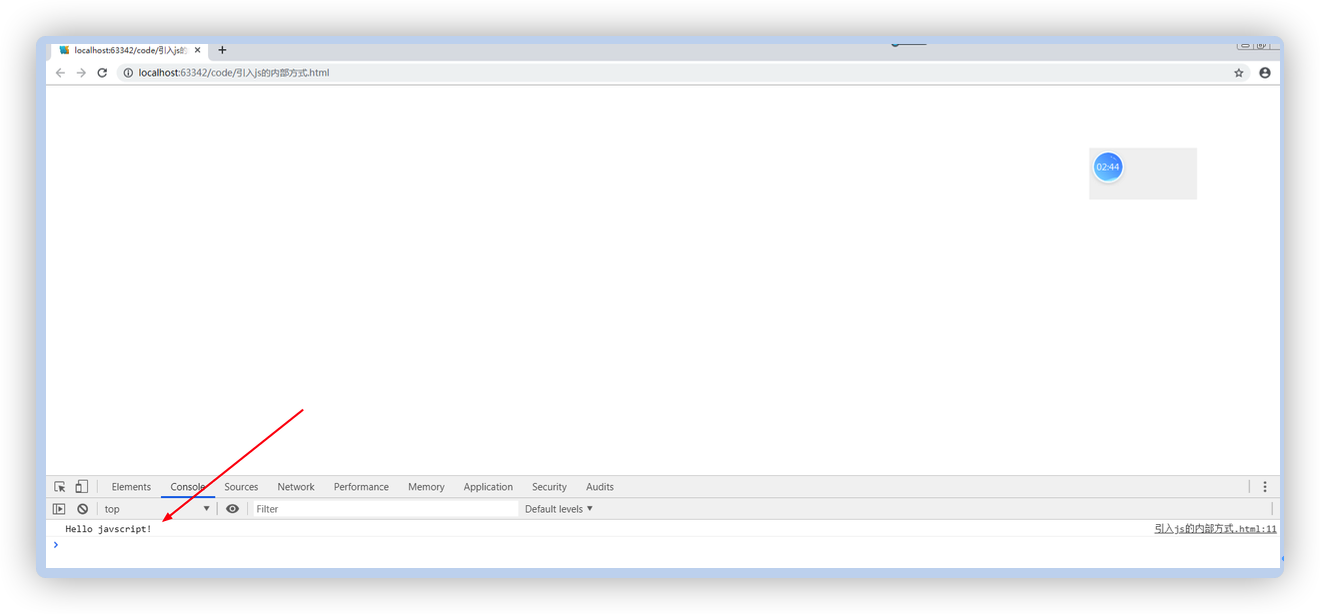 localhost:63342/code/引入js的
localhost:63342/code/引入js的内部方式.html
02:44
Elements Console Sources Network Performance Memory Application Security Audits
top Filter Default levels
Hello javscript! 引入js的内部方式.html:11